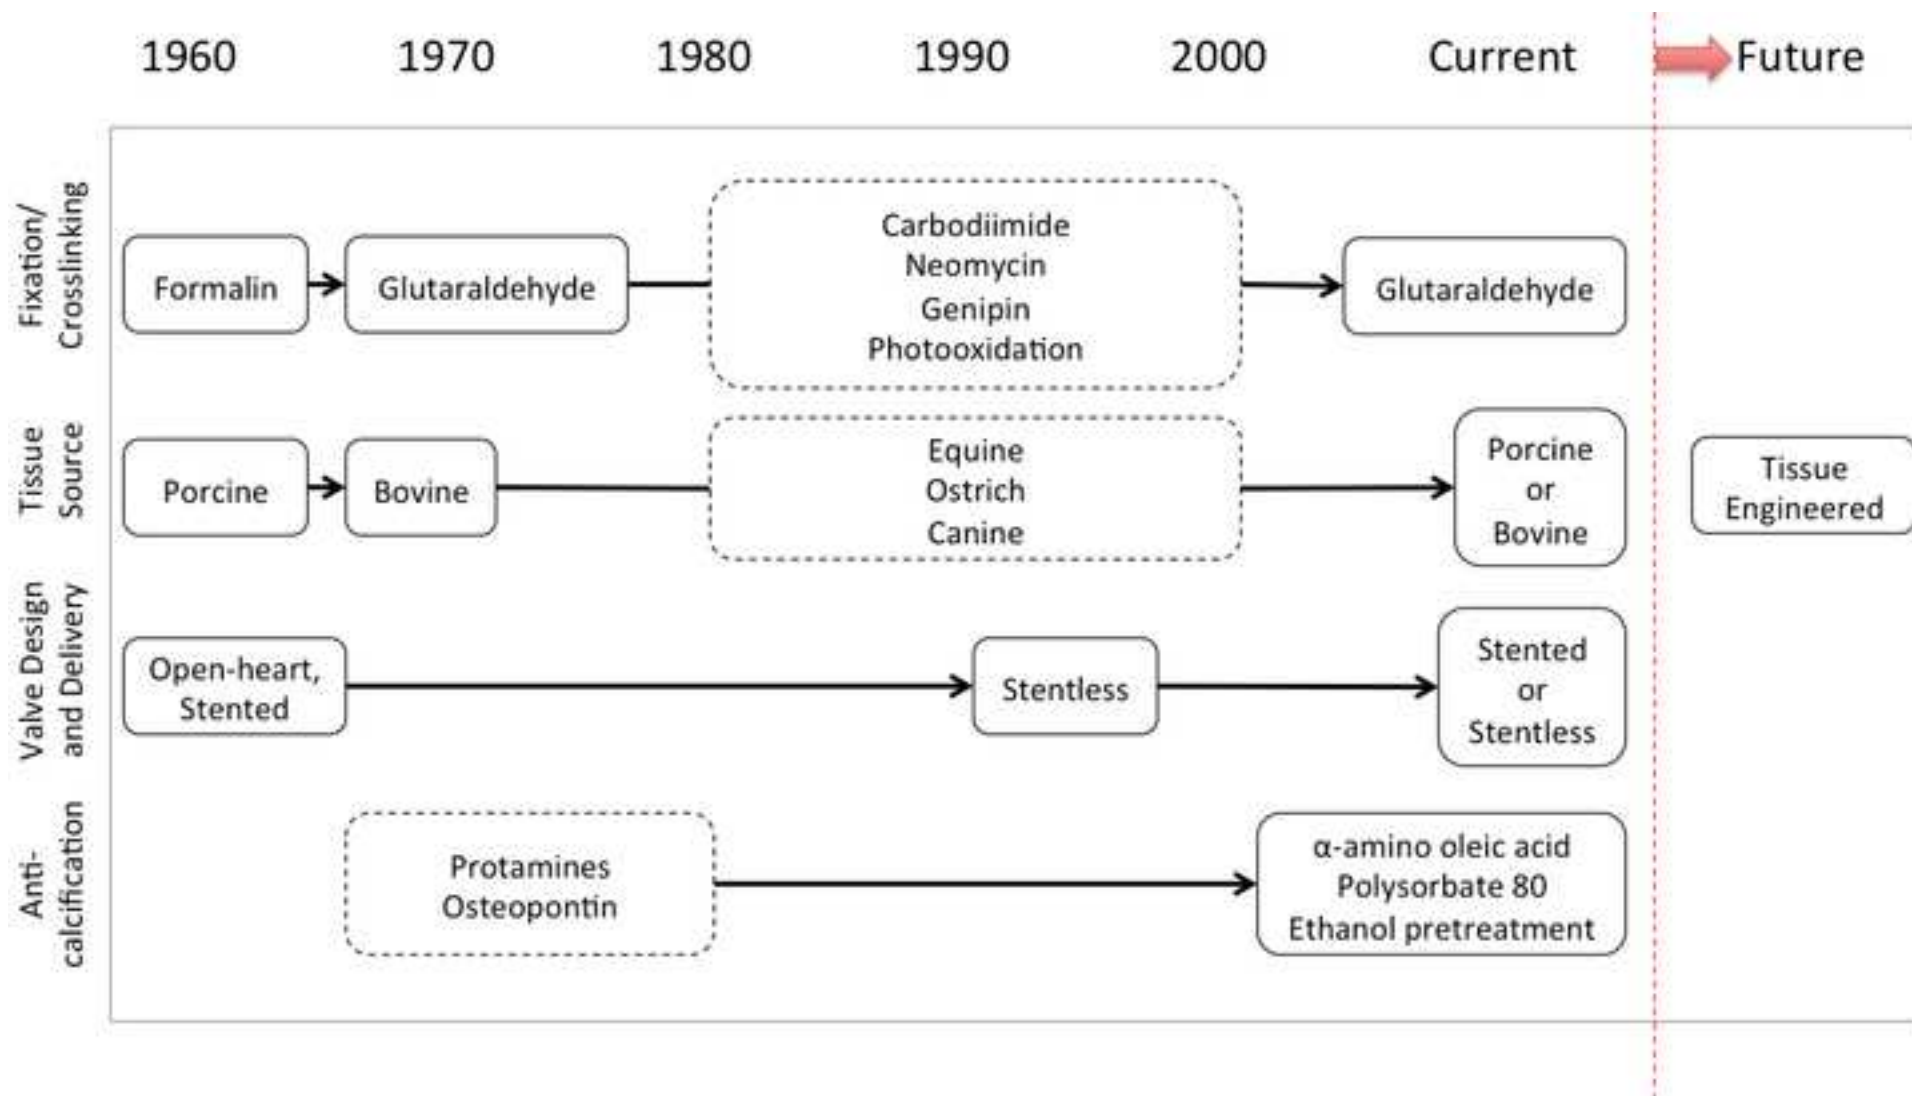 1960 1970 1980 1990 2000 Current Future
Fixation/
Crosslinking
Formalin
Glutaraldehyde
Carbodiimide
Neomycin
Genipin
Photooxidation
Glutaraldehyde
Tissue
Source
Porcine
Bovine
Equine
Ostrich
Canine
Porcine
or
Bovine
Tissue
Engineered
Valve Design
and Delivery
Open-heart,
Stented
Stentless
Stented
or
Stentless
Anti-
calcification
Protamines
Osteopontin
α-amino oleic acid
Polysorbate 80
Ethanol pretreatment